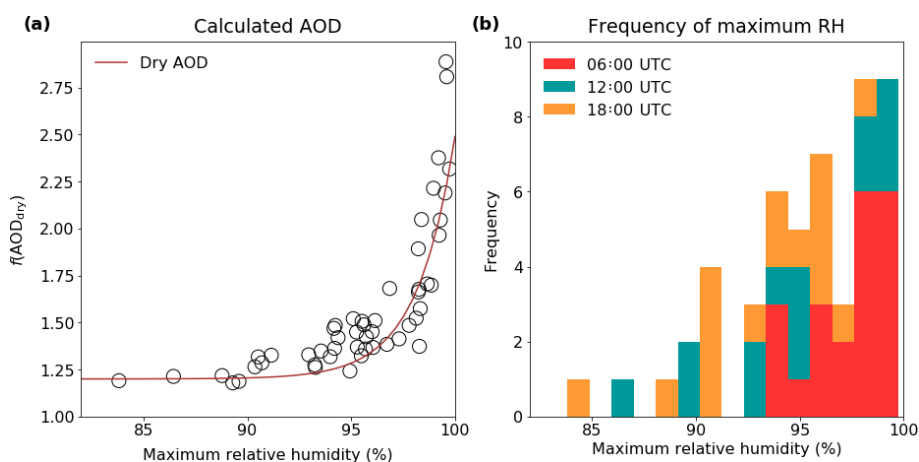 (a)
Calculated AOD
Dry AOD
2.75
2.50
2.25
2.00
1.75
1.50
1.25
1.00
f(AOD_dry)
85
90
95
100
Maximum relative humidity (%)
(b)
Frequency of maximum RH
06:00 UTC
12:00 UTC
18:00 UTC
10
8
6
4
2
0
Frequency
85
90
95
100
Maximum relative humidity (%)